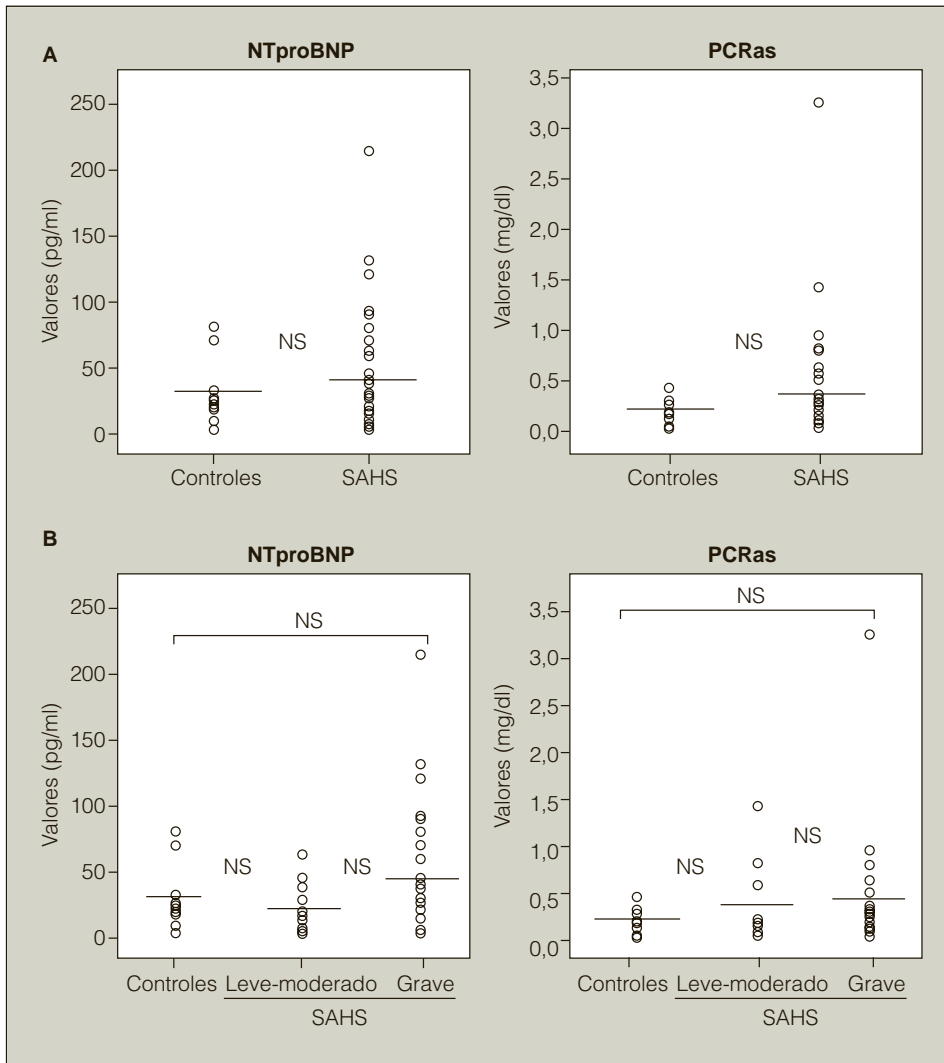 A
NTproBNP
Valores (pg/ml)
250
200
150
100
50
0
NS
Controles
SAHS
PCRas
Valores (mg/dl)
3,5
3,0
2,5
2,0
1,5
1,0
0,5
0,0
NS
Controles
SAHS
B
NTproBNP
Valores (pg/ml)
250
200
150
100
50
0
NS
NS
NS
Controles
Leve-moderado
Grave
SAHS
PCRas
Valores (mg/dl)
3,5
3,0
2,5
2,0
1,5
1,0
0,5
0,0
NS
NS
NS
Controles
Leve-moderado
Grave
SAHS